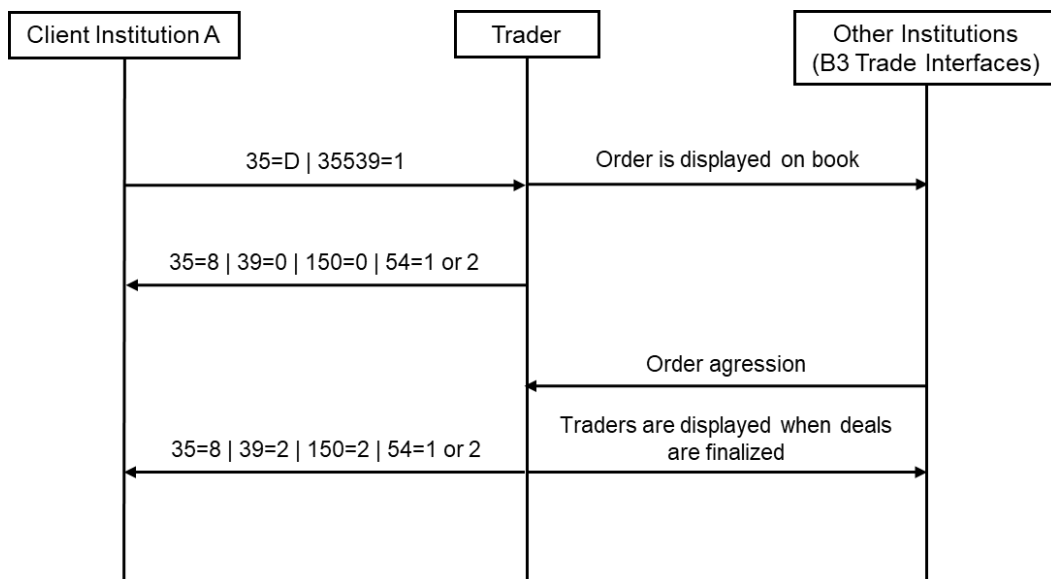 Client Institution A
Trader
Other Institutions
(B3 Trade Interfaces)
35=D | 35539=1
Order is displayed on book
35=8 | 39=0 | 150=0 | 54=1 or 2
Order agression
35=8 | 39=2 | 150=2 | 54=1 or 2
Traders are displayed when deals
are finalized